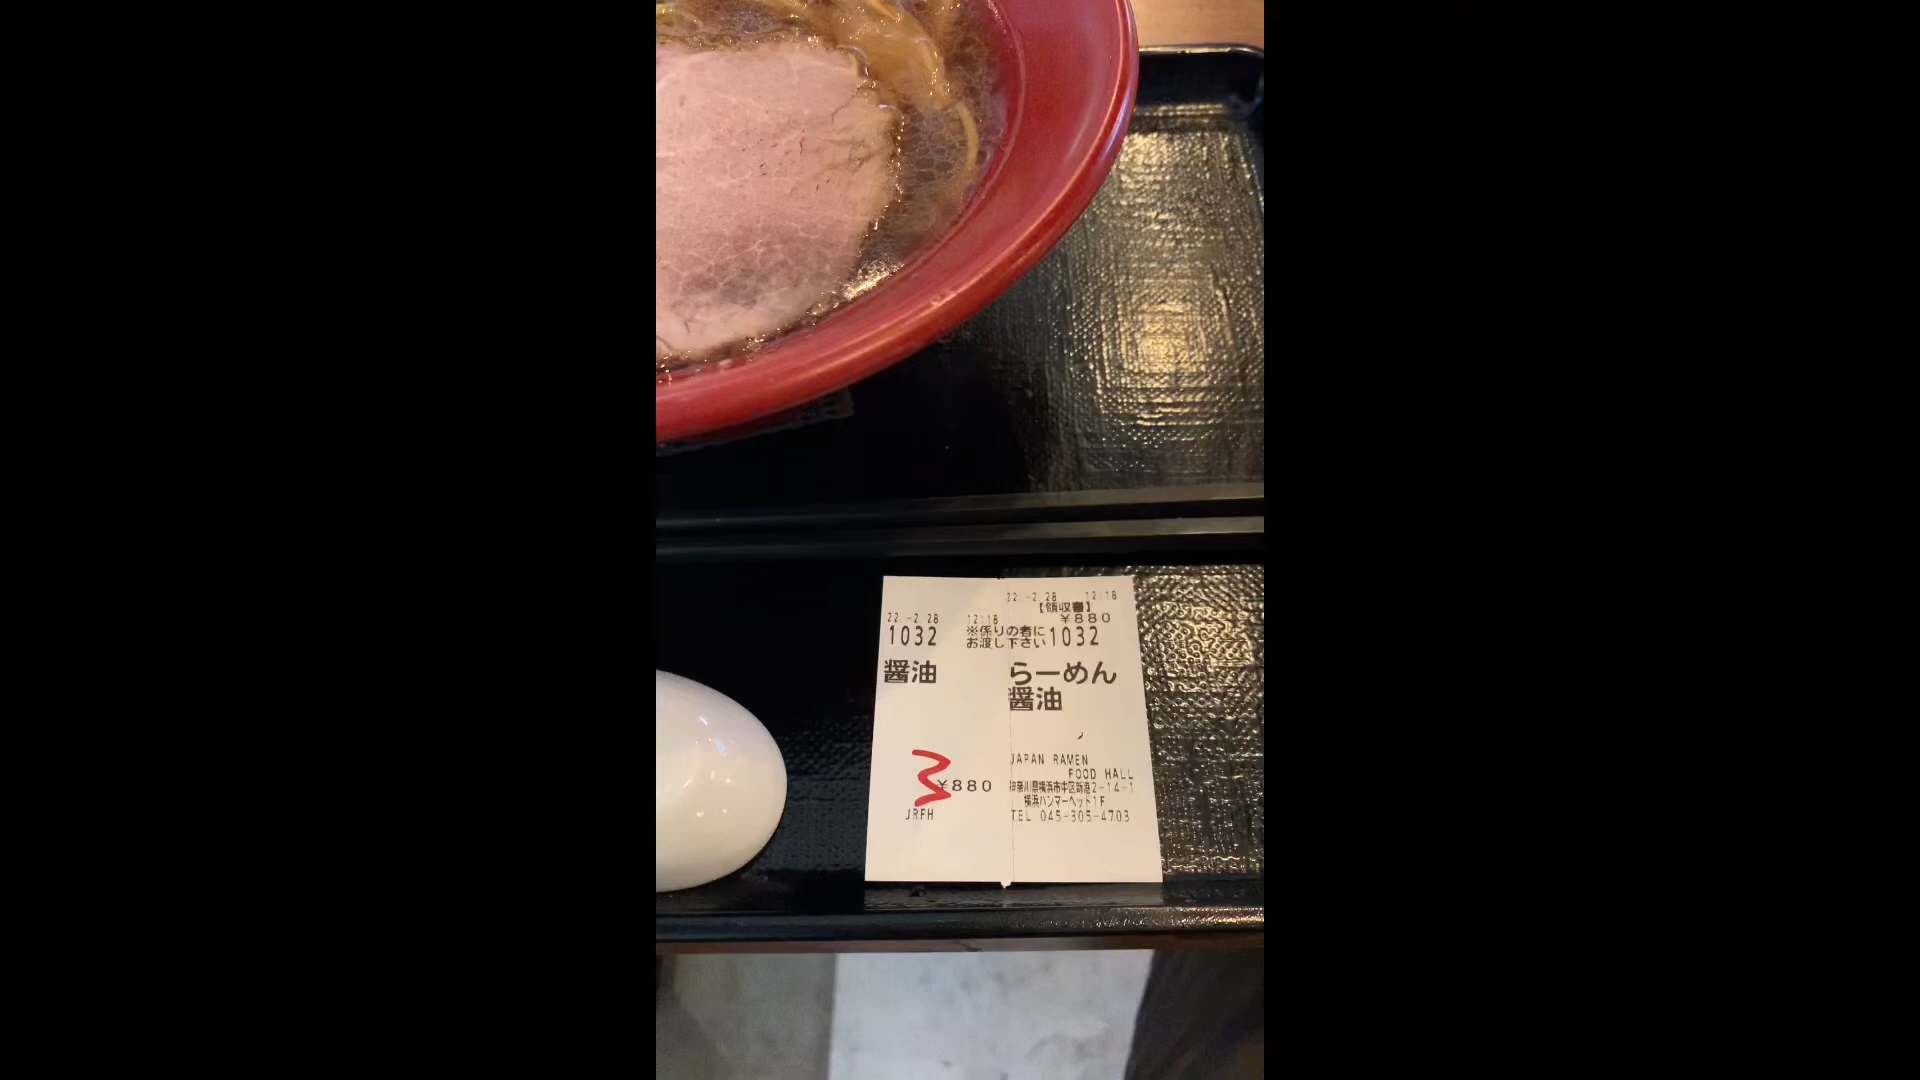 22.-2.28 12:18
1032
醤油
3
¥880
JRFH
22.-2.28 12:18
【領収書】
¥880
※係りの者に
お渡し下さい
1032
らーめん
醤油
JAPAN RAMEN
FOOD HALL
神奈川県横浜市中区新港2-14-1
横浜ハンマーヘッド1F
TEL 045-305-4703